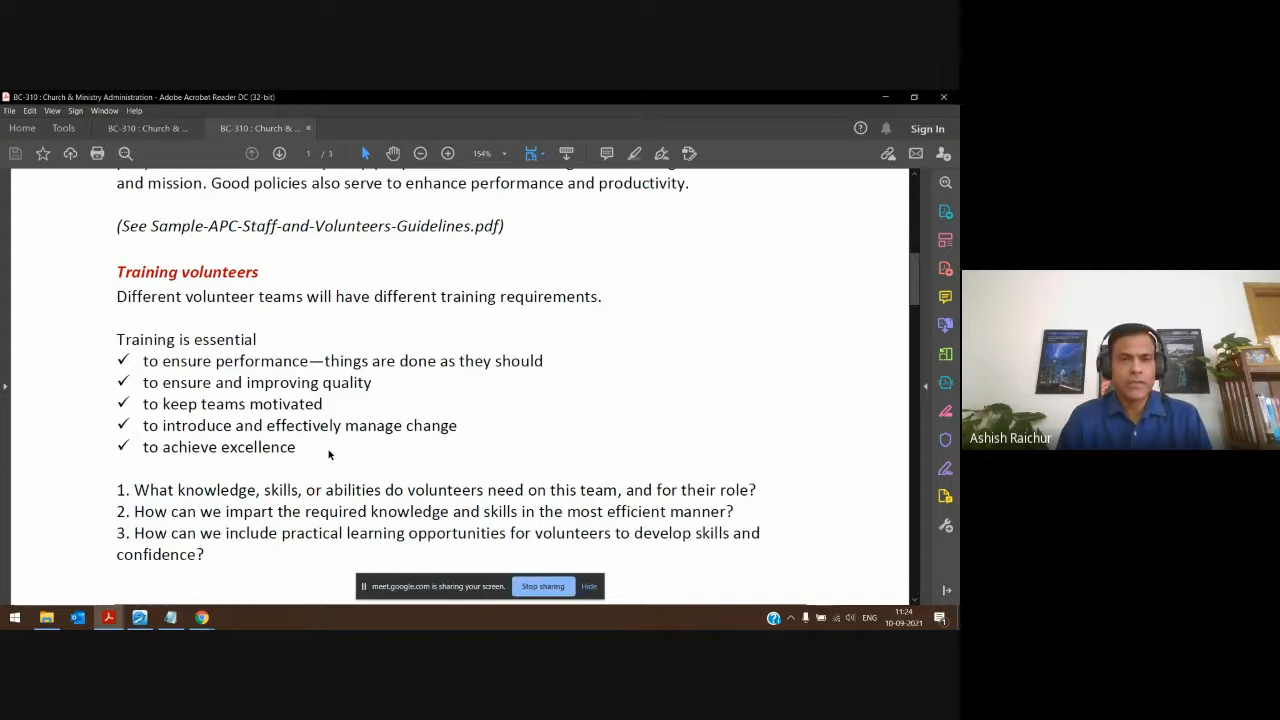 BC-310 : Church & Ministry Administration - Adobe Acrobat Reader DC (32-bit)
File Edit View Sign Window Help
Home Tools BC-310 : Church & ... BC-310 : Church & ... × Sign In
1 / 3 154%
and mission. Good policies also serve to enhance performance and productivity.
(See Sample-APC-Staff-and-Volunteers-Guidelines.pdf)
Training volunteers
Different volunteer teams will have different training requirements.
Training is essential
✓ to ensure performance—things are done as they should
✓ to ensure and improving quality
✓ to keep teams motivated
✓ to introduce and effectively manage change
✓ to achieve excellence
1. What knowledge, skills, or abilities do volunteers need on this team, and for their role?
2. How can we impart the required knowledge and skills in the most efficient manner?
3. How can we include practical learning opportunities for volunteers to develop skills and
confidence?
meet.google.com is sharing your screen. Stop sharing Hide
ENG
11:24
10-09-2021
Ashish Raichur